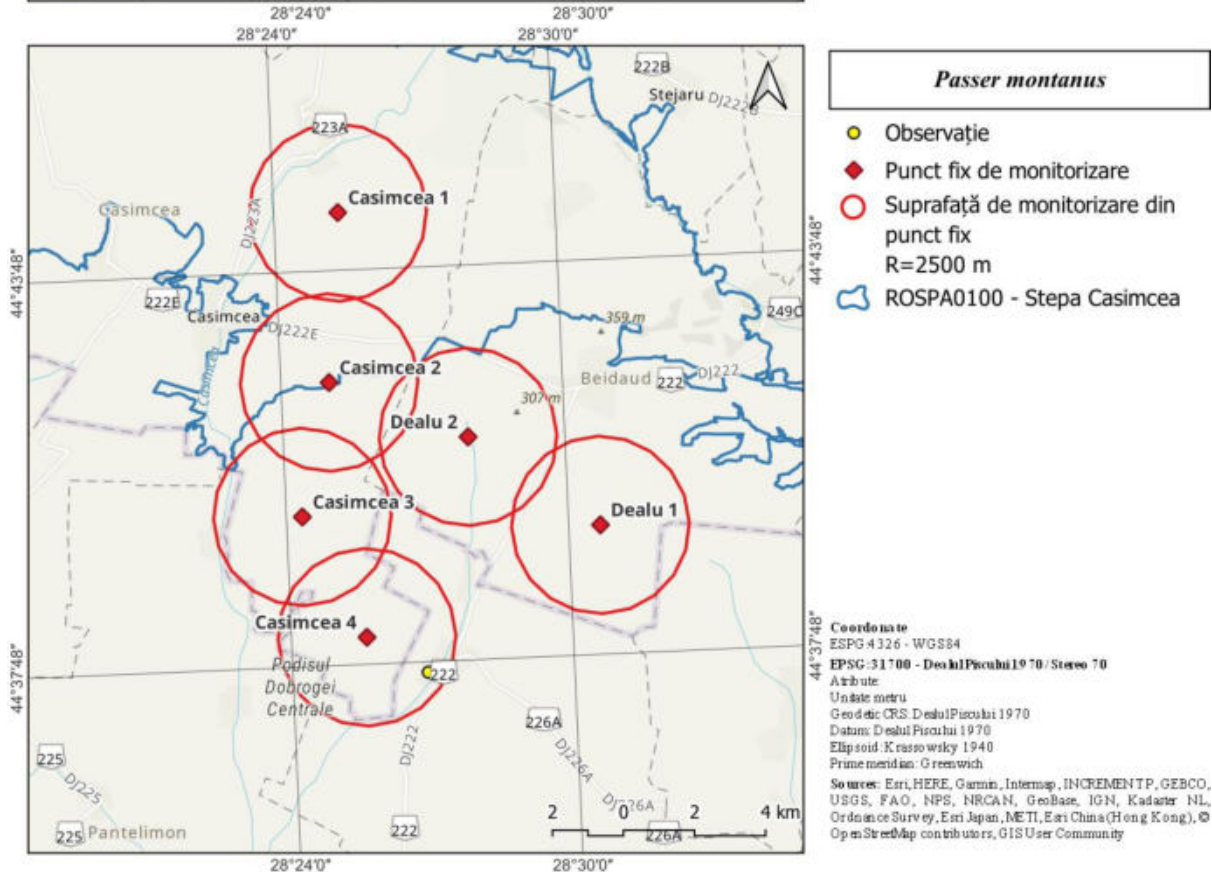 28°24'0" 28°30'0"
28°24'0" 28°30'0"
222B
Stejaru DJ222B
223A
Casimcea 1
Casimcea
DJ223A
44°43'48" 44°43'48"
222E
Casimcea
DJ222E
359 m
249C
Casimcea 2
Casimcea
Beidaud 222 DJ222
307 m
Dealu 2
Casimcea 3
Dealu 1
Casimcea 4
44°37'48" 44°37'48"
Podisul
Dobrogei
Centrale
222
226A
DJ222
DJ226A
225
DJ225
DJ226A
2 0 2 4 km
225 Pantelimon
222
226A
28°24'0" 28°30'0"
Passer montanus
Observație
Punct fix de monitorizare
Suprafață de monitorizare din
punct fix
R=2500 m
ROSPA0100 - Stepa Casimcea
Coordonate
ESPG:4326 - WGS84
EPSG:31700 - DealulPiscului1970/ Stereo 70
Atribute:
Unitate metru
Geodetic CRS: DealulPiscului 1970
Datum: Dealul Piscului 1970
Elipsoid: Krassowsky 1940
Prime meridian: Greenwich
Sources: Esri, HERE, Garmin, Intermap, INCREMENT P, GEBCO,
USGS, FAO, NPS, NRCAN, GeoBase, IGN, Kadaster NL,
Ordnance Survey, Esri Japan, METI, Esri China (Hong Kong), ©
OpenStreetMap contributors, GIS User Community